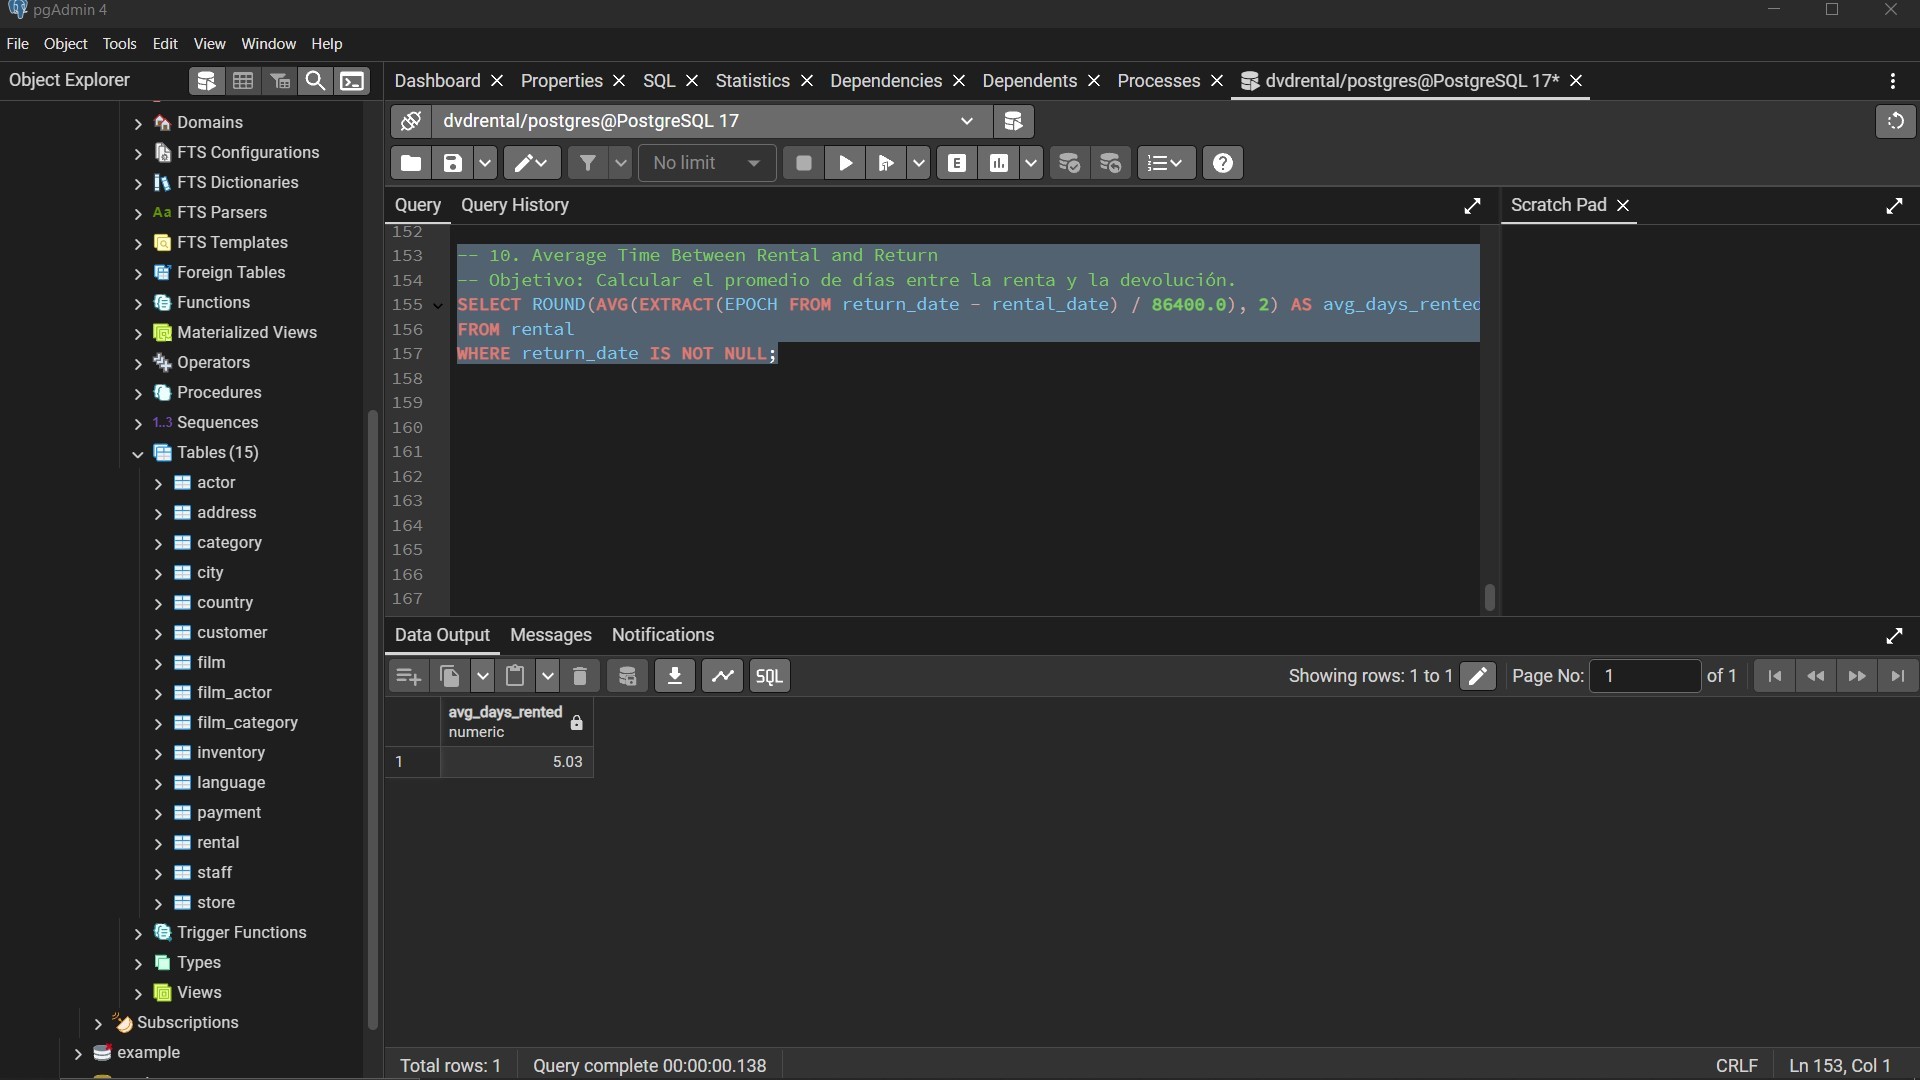 pgAdmin 4
File Object Tools Edit View Window Help
Object Explorer
Dashboard Properties SQL Statistics Dependencies Dependents Processes dvdrental/postgres@PostgreSQL 17*
dvdrental/postgres@PostgreSQL 17
No limit
E
Query Query History
Scratch Pad
Domains
FTS Configurations
FTS Dictionaries
Aa FTS Parsers
FTS Templates
Foreign Tables
Functions
Materialized Views
Operators
Procedures
1..3 Sequences
Tables (15)
actor
address
category
city
country
customer
film
film_actor
film_category
inventory
language
payment
rental
staff
store
Trigger Functions
Types
Views
Subscriptions
example
152
153 -- 10. Average Time Between Rental and Return
154 -- Objetivo: Calcular el promedio de días entre la renta y la devolución.
155 SELECT ROUND(AVG(EXTRACT(EPOCH FROM return_date - rental_date) / 86400.0), 2) AS avg_days_rented
156 FROM rental
157 WHERE return_date IS NOT NULL;
158
159
160
161
162
163
164
165
166
167
Data Output Messages Notifications
SQL
Showing rows: 1 to 1
Page No: 1 of 1
avg_days_rented
numeric
1 5.03
Total rows: 1
Query complete 00:00:00.138
CRLF
Ln 153, Col 1